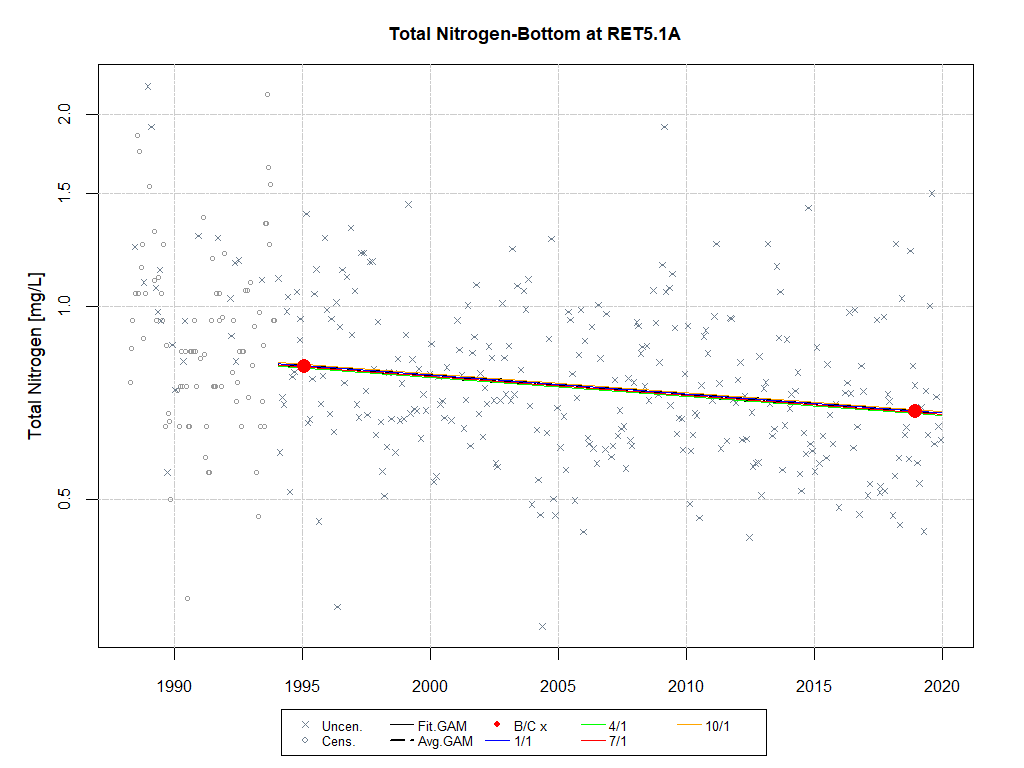 Total Nitrogen-Bottom at RET5.1A
Total Nitrogen [mg/L]
2.0
1.5
1.0
0.5
1990 1995 2000 2005 2010 2015 2020
Uncen. Fit.GAM B/C x 4/1 10/1
Cens. Avg.GAM 1/1 7/1